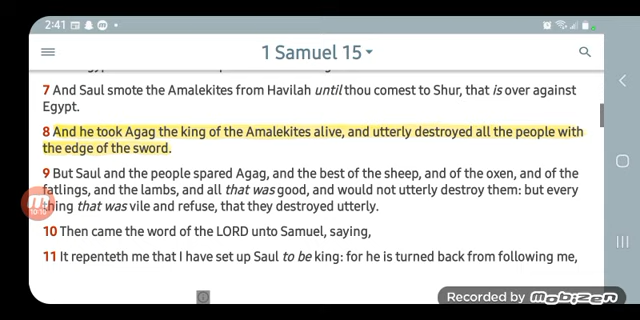 2:41
1 Samuel 15
7 And Saul smote the Amalekites from Havilah until thou comest to Shur, that is over against
Egypt.
8 And he took Agag the king of the Amalekites alive, and utterly destroyed all the people with
the edge of the sword.
9 But Saul and the people spared Agag, and the best of the sheep, and of the oxen, and of the
fatlings, and the lambs, and all that was good, and would not utterly destroy them: but every
thing that was vile and refuse, that they destroyed utterly.
10:10
10 Then came the word of the LORD unto Samuel, saying,
11 It repenteth me that I have set up Saul to be king: for he is turned back from following me,
Recorded by Mobizen